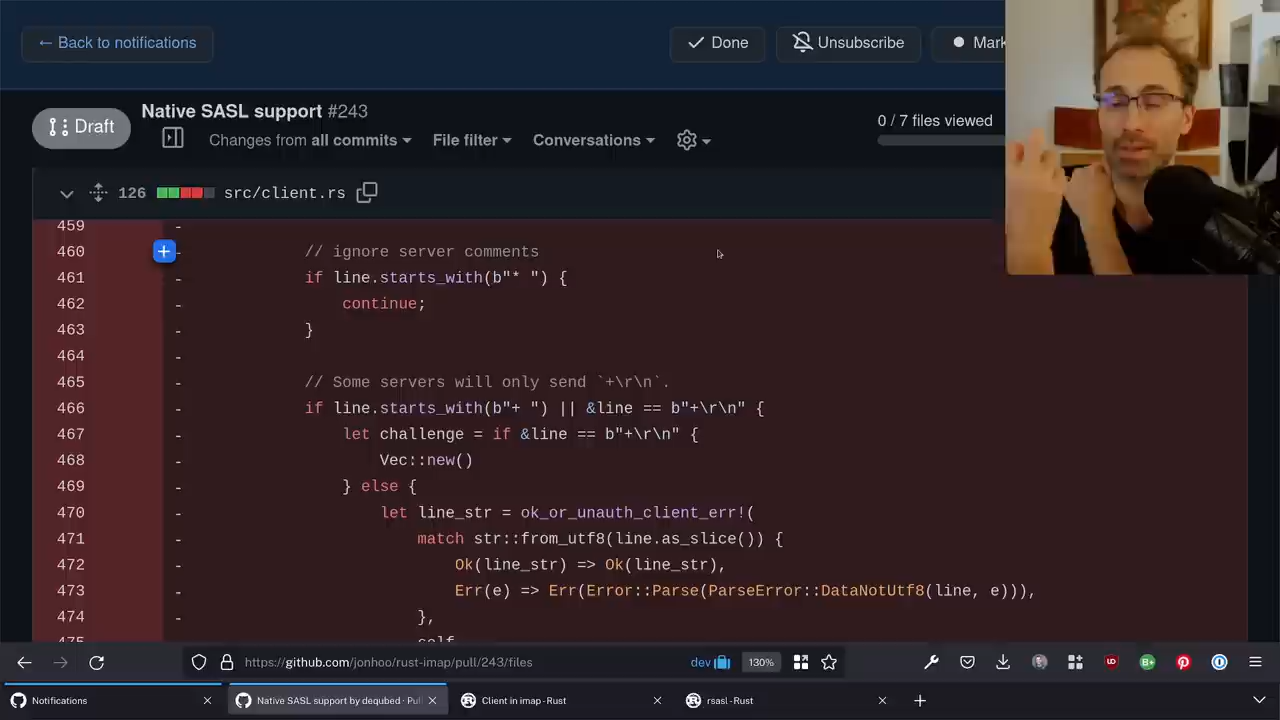 ← Back to notifications
Done
Unsubscribe
Mark
Draft
Native SASL support #243
Changes from all commits
File filter
Conversations
0 / 7 files viewed
126 src/client.rs
459 -
460 - // ignore server comments
461 - if line.starts_with(b"* ") {
462 - continue;
463 - }
464 -
465 - // Some servers will only send `+\r\n`.
466 - if line.starts_with(b"+ ") || &line == b"+\r\n" {
467 - let challenge = if &line == b"+\r\n" {
468 - Vec::new()
469 - } else {
470 - let line_str = ok_or_unauth_client_err!(
471 - match str::from_utf8(line.as_slice()) {
472 - Ok(line_str) => Ok(line_str),
473 - Err(e) => Err(Error::Parse(ParseError::DataNotUtf8(line, e))),
474 - },
475 self
https://github.com/jonhoo/rust-imap/pull/243/files
dev
130%
Notifications
Native SASL support by dequbed · Pull
Client in imap - Rust
rsasl - Rust